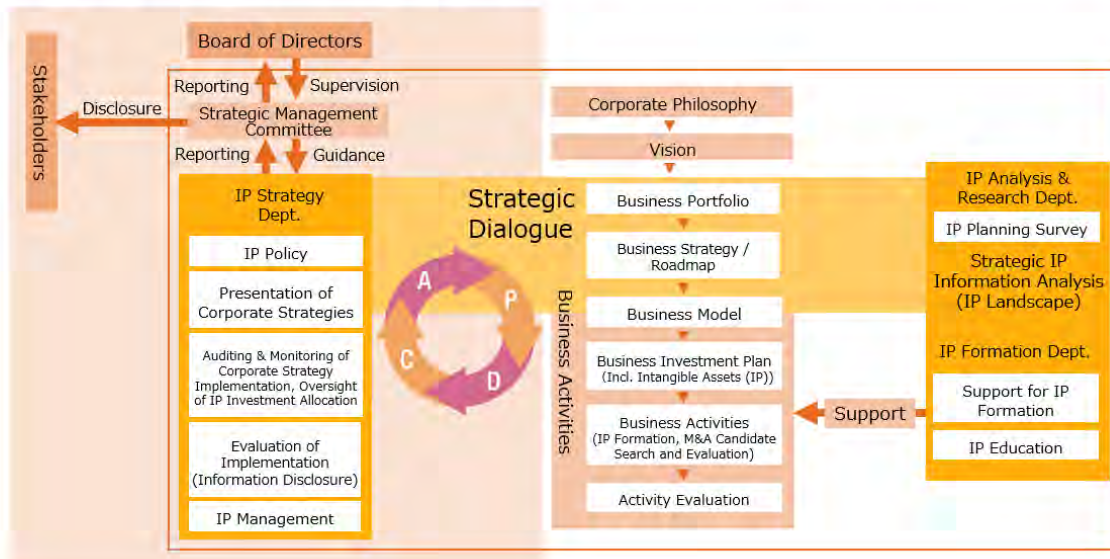 Stakeholders
Board of Directors
Reporting
Supervision
Disclosure
Strategic Management
Committee
Reporting
Guidance
IP Strategy
Dept.
IP Policy
Presentation of
Corporate Strategies
Auditing & Monitoring of
Corporate Strategy
Implementation, Oversight
of IP Investment Allocation
Evaluation of
Implementation
(Information Disclosure)
IP Management
Strategic
Dialogue
A
P
C
D
Corporate Philosophy
Vision
Business Activities
Business Portfolio
Business Strategy /
Roadmap
Business Model
Business Investment Plan
(Incl. Intangible Assets (IP))
Business Activities
(IP Formation, M&A Candidate
Search and Evaluation)
Activity Evaluation
Support
IP Analysis &
Research Dept.
IP Planning Survey
Strategic IP
Information Analysis
(IP Landscape)
IP Formation Dept.
Support for IP
Formation
IP Education